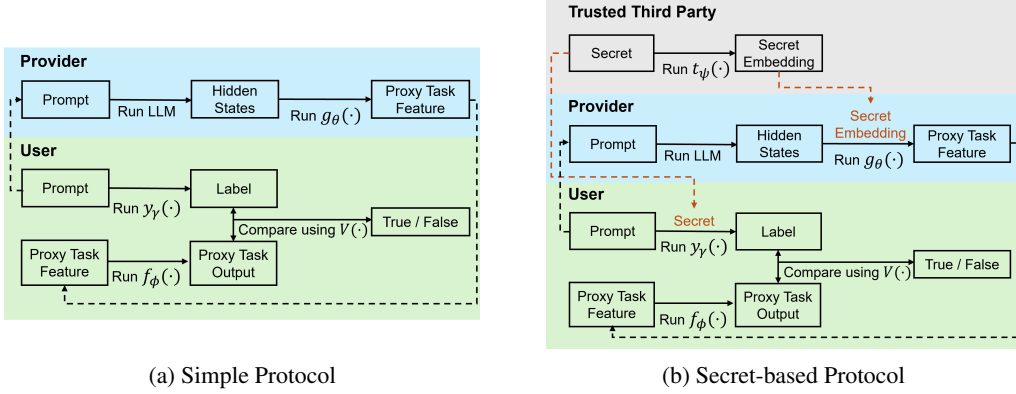 Provider
Prompt
Run LLM
Hidden
States
Run gθ(·)
Proxy Task
Feature
User
Prompt
Run yγ(·)
Label
Compare using V(·)
True / False
Proxy Task
Feature
Run fϕ(·)
Proxy Task
Output
(a) Simple Protocol
Trusted Third Party
Secret
Run tψ(·)
Secret
Embedding
Provider
Prompt
Run LLM
Hidden
States
Secret
Embedding
Run gθ(·)
Proxy Task
Feature
User
Prompt
Secret
Run yγ(·)
Label
Compare using V(·)
True / False
Proxy Task
Feature
Run fϕ(·)
Proxy Task
Output
(b) Secret-based Protocol